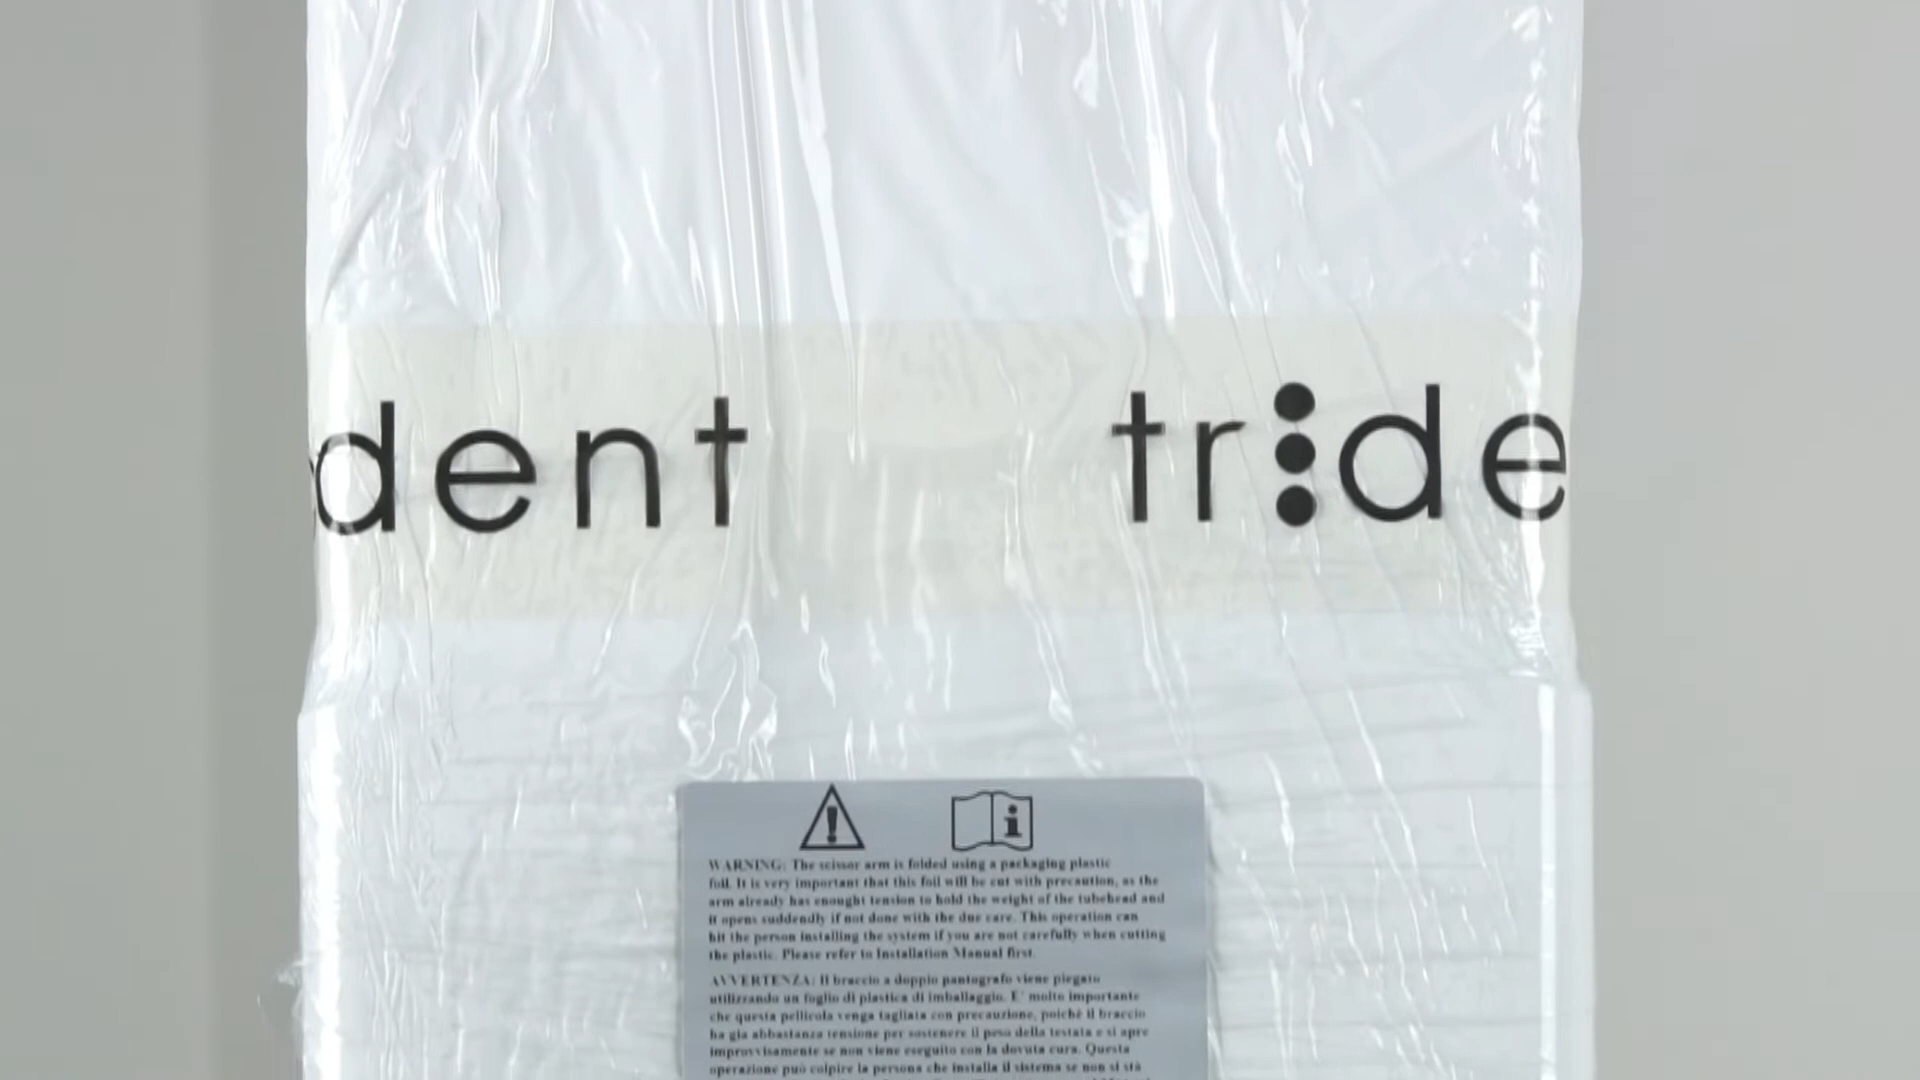 dent tride
WARNING: The scissor arm is folded using a packaging plastic
foil. It is very important that this foil will be cut with precaution, as the
arm already has enought tension to hold the weight of the tubehead and
it opens suddendly if not done with the due care. This operation can
hit the person installing the system if you are not carefully when cutting
the plastic. Please refer to Installation Manual first.
AVVERTENZA: Il braccio a doppio pantografo viene piegato
utilizzando un foglio di plastica di imballaggio. E' molto importante
che questa pellicola venga tagliata con precauzione, poichè il braccio
ha gia abbastanza tensione per sostenere il peso della testata e si apre
improvvisamente se non viene eseguito con la dovuta cura. Questa
operazione può colpire la persona che installa il sistema se non si stà